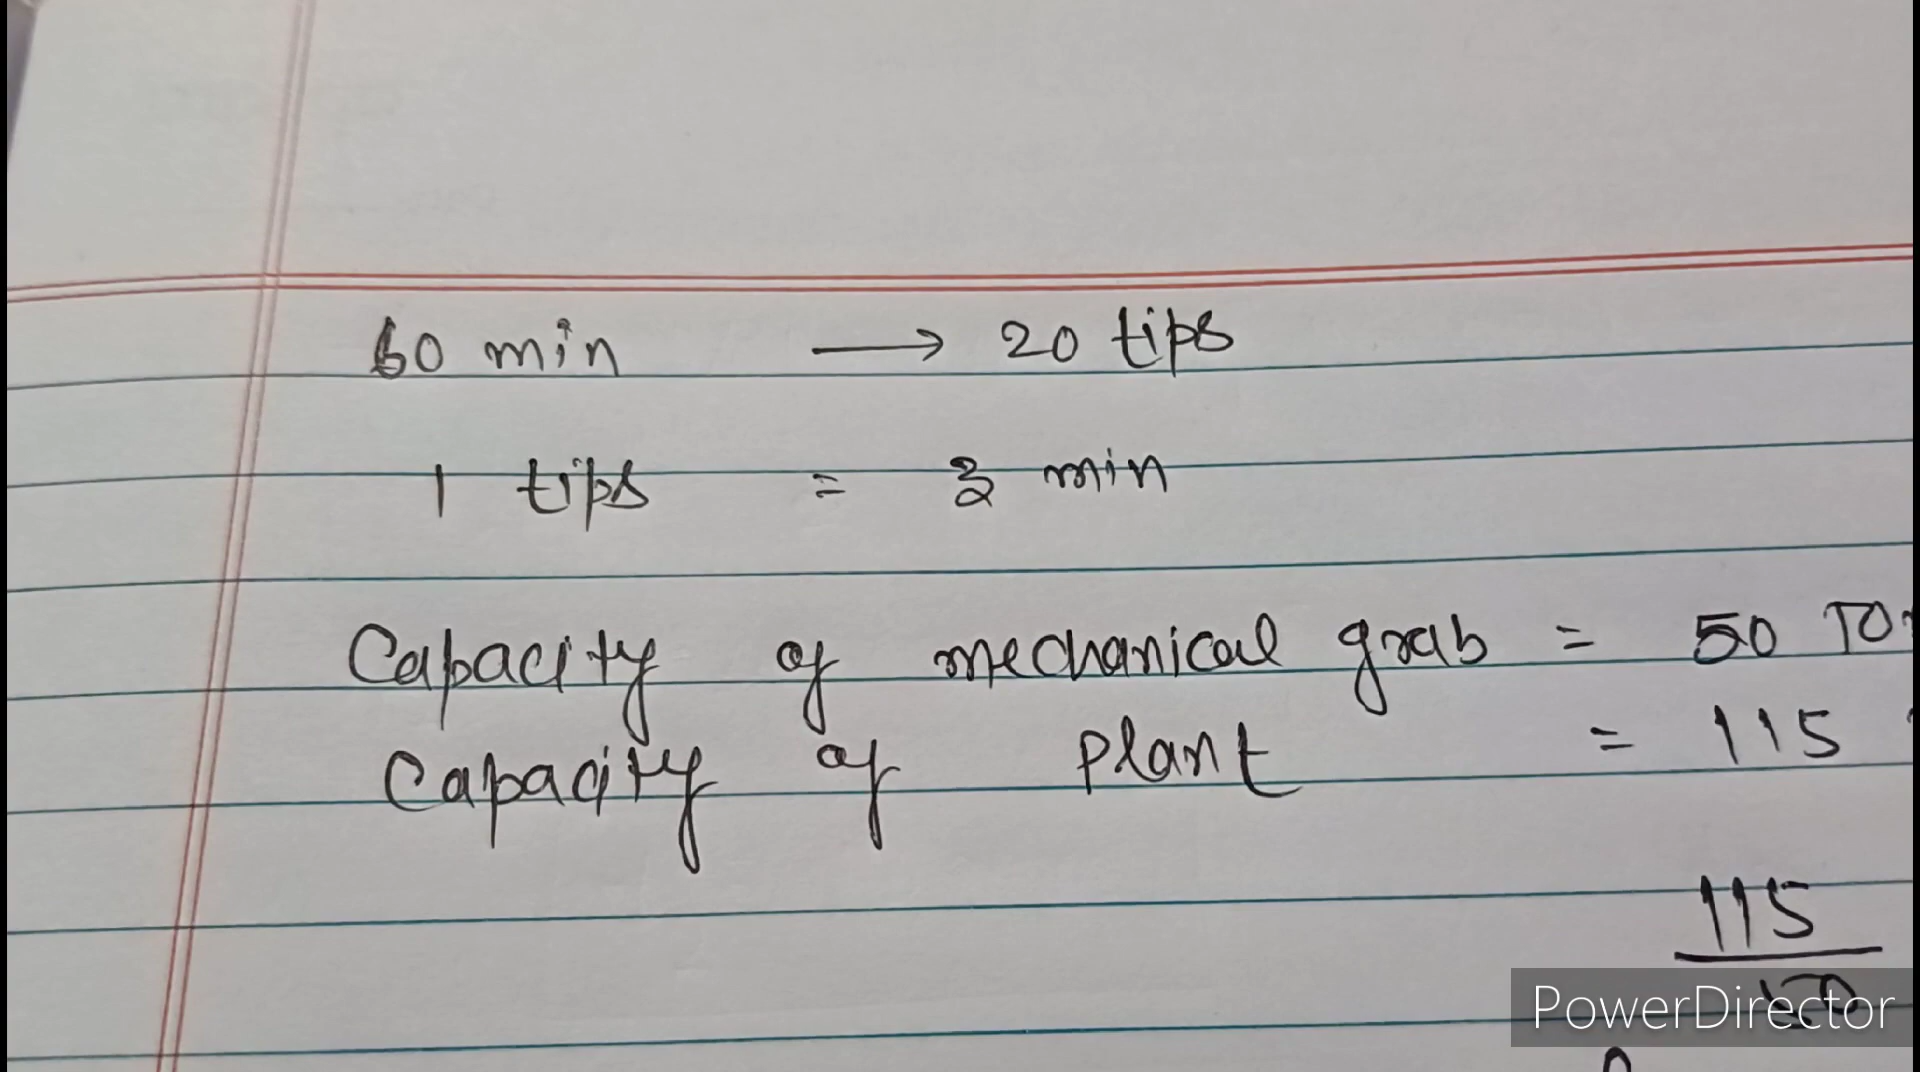 60 min → 20 tips
1 tips = 3 min
Capacity of mechanical grab = 50
Capacity of plant = 115
115
50
PowerDirector